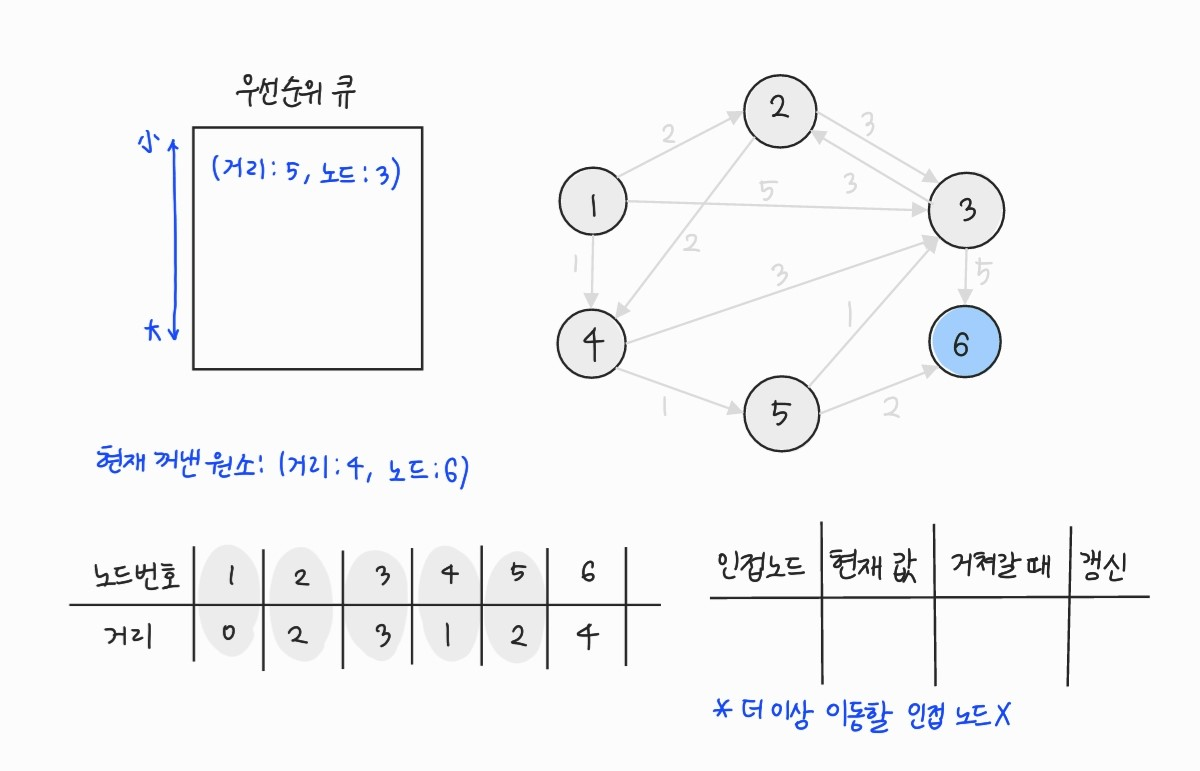 우선순위 큐
小
(거리: 5, 노드: 3)
大
2
3
3
5
2
1
3
5
1
1
2
1
2
3
4
5
6
현재 꺼낸 원소: (거리: 4, 노드: 6)
노드번호 1 2 3 4 5 6
거리 0 2 3 1 2 4
인접노드 현재 값 거쳐갈 때 갱신
* 더 이상 이동할 인접 노드 X